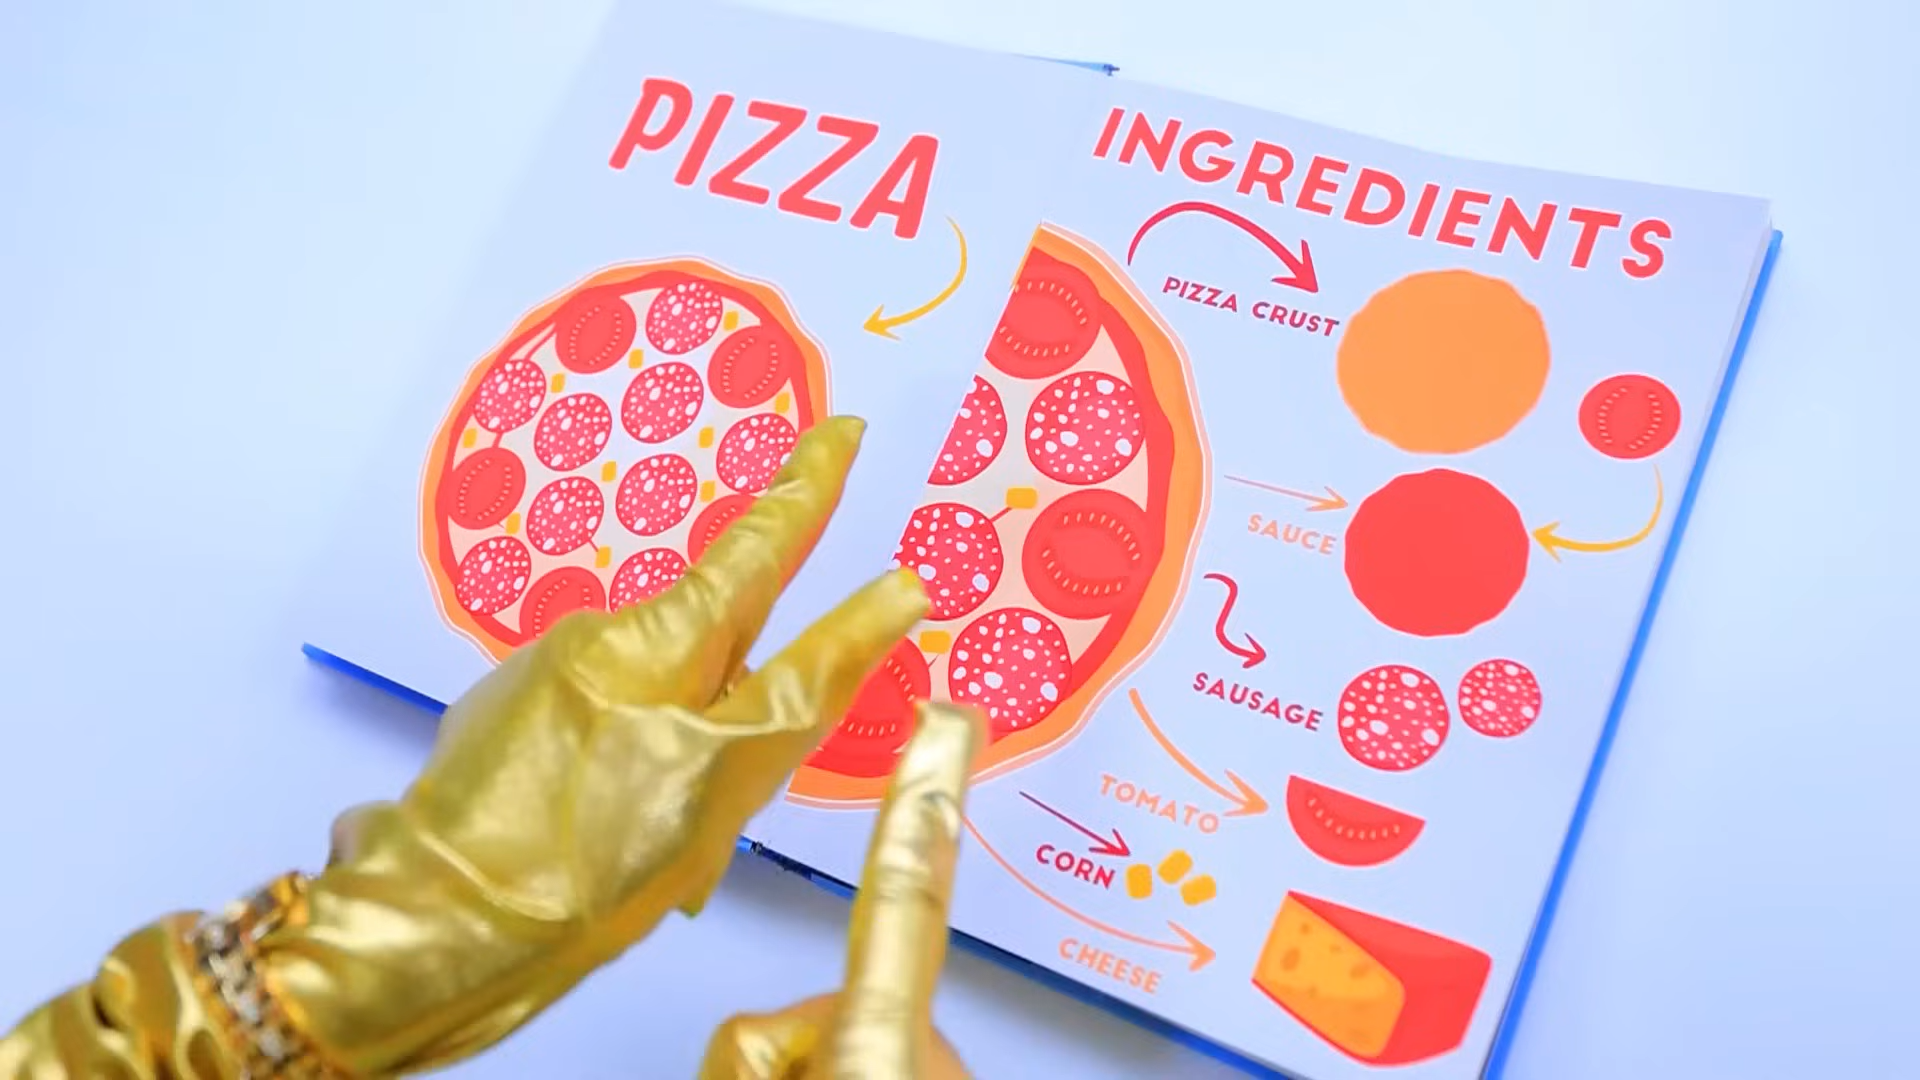 PIZZA
INGREDIENTS
PIZZA CRUST
SAUCE
SAUSAGE
TOMATO
CORN
CHEESE